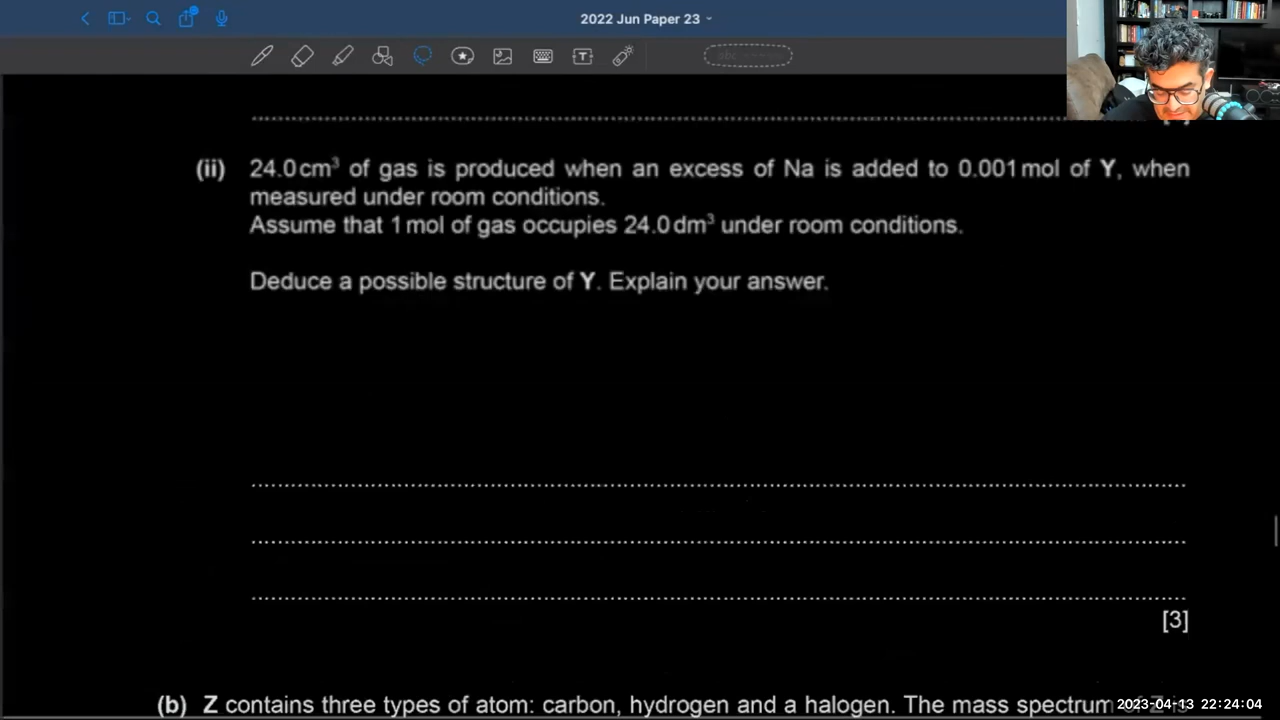 2022 Jun Paper 23
(ii) 24.0 cm³ of gas is produced when an excess of Na is added to 0.001 mol of Y, when
measured under room conditions.
Assume that 1 mol of gas occupies 24.0 dm³ under room conditions.
Deduce a possible structure of Y. Explain your answer.
[3]
(b) Z contains three types of atom: carbon, hydrogen and a halogen. The mass spectrum of Z is
2023-04-13 22:24:04